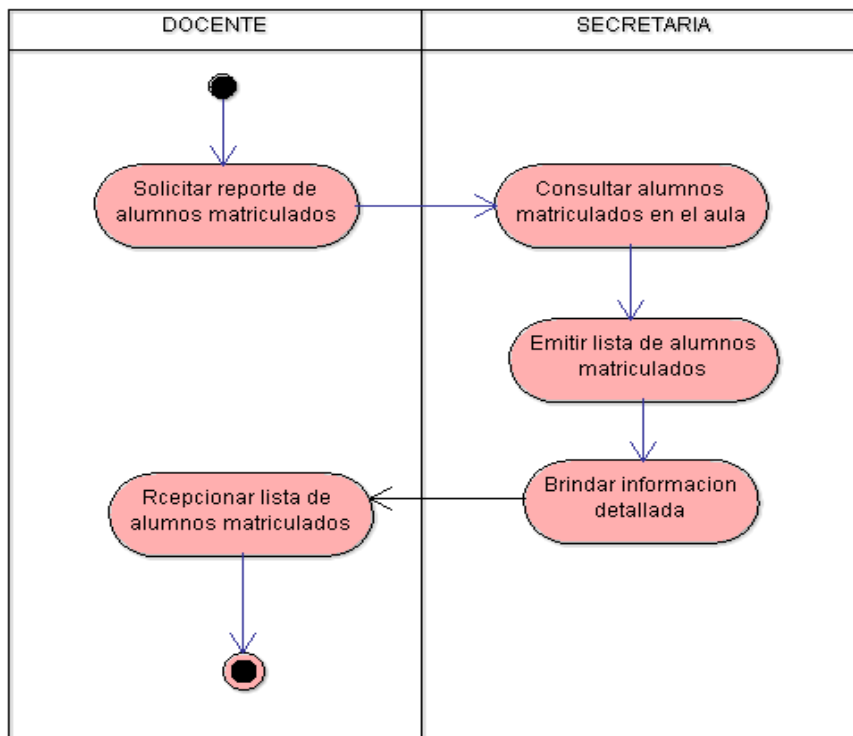 DOCENTE
SECRETARIA
Solicitar reporte de
alumnos matriculados
Consultar alumnos
matriculados en el aula
Emitir lista de alumnos
matriculados
Brindar informacion
detallada
Rcepcionar lista de
alumnos matriculados